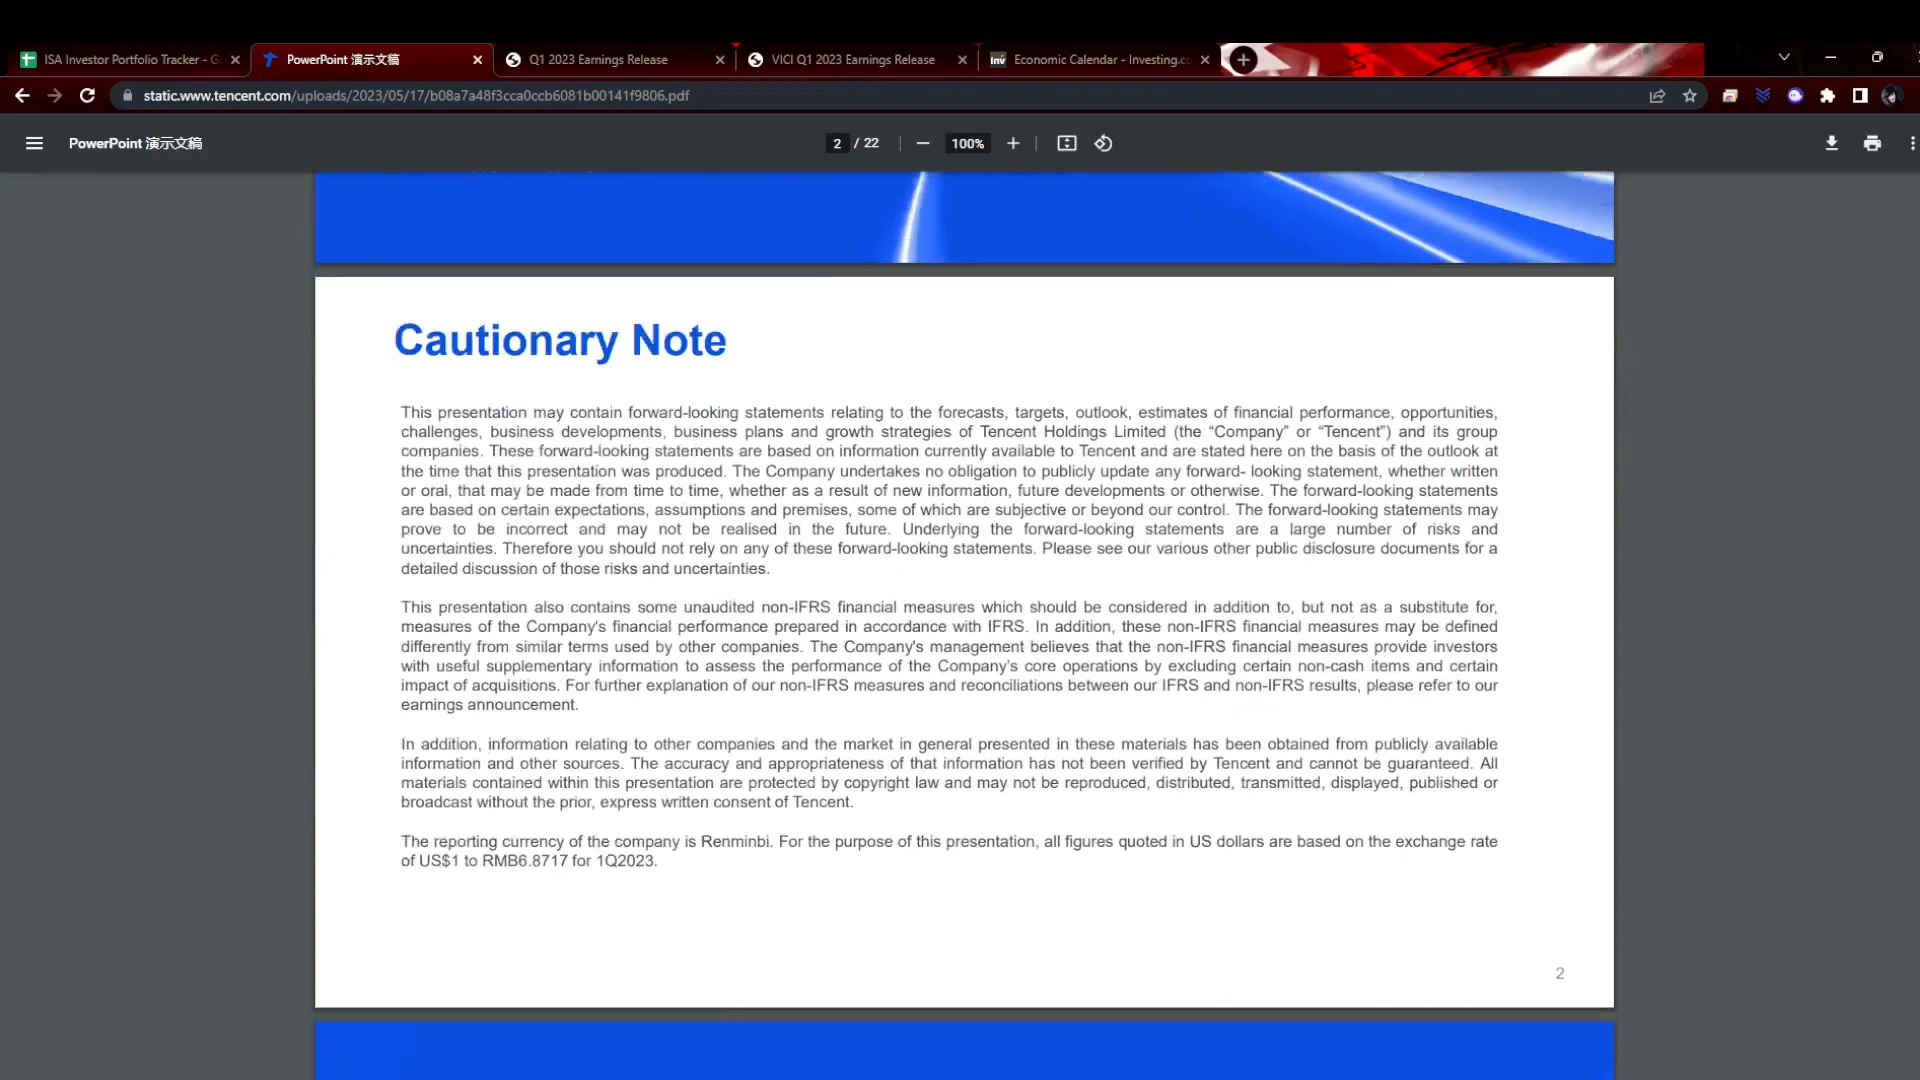 ISA Investor Portfolio Tracker - G
PowerPoint 演示文稿
Q1 2023 Earnings Release
VICI Q1 2023 Earnings Release
Inv
Economic Calendar - Investing.co
static.www.tencent.com/uploads/2023/05/17/b08a7a48f3cca0ccb6081b00141f9806.pdf
PowerPoint 演示文稿
2 / 22
100%
Cautionary Note
This presentation may contain forward-looking statements relating to the forecasts, targets, outlook, estimates of financial performance, opportunities,
challenges, business developments, business plans and growth strategies of Tencent Holdings Limited (the “Company” or “Tencent”) and its group
companies. These forward-looking statements are based on information currently available to Tencent and are stated here on the basis of the outlook at
the time that this presentation was produced. The Company undertakes no obligation to publicly update any forward- looking statement, whether written
or oral, that may be made from time to time, whether as a result of new information, future developments or otherwise. The forward-looking statements
are based on certain expectations, assumptions and premises, some of which are subjective or beyond our control. The forward-looking statements may
prove to be incorrect and may not be realised in the future. Underlying the forward-looking statements are a large number of risks and
uncertainties. Therefore you should not rely on any of these forward-looking statements. Please see our various other public disclosure documents for a
detailed discussion of those risks and uncertainties.
This presentation also contains some unaudited non-IFRS financial measures which should be considered in addition to, but not as a substitute for,
measures of the Company's financial performance prepared in accordance with IFRS. In addition, these non-IFRS financial measures may be defined
differently from similar terms used by other companies. The Company's management believes that the non-IFRS financial measures provide investors
with useful supplementary information to assess the performance of the Company's core operations by excluding certain non-cash items and certain
impact of acquisitions. For further explanation of our non-IFRS measures and reconciliations between our IFRS and non-IFRS results, please refer to our
earnings announcement.
In addition, information relating to other companies and the market in general presented in these materials has been obtained from publicly available
information and other sources. The accuracy and appropriateness of that information has not been verified by Tencent and cannot be guaranteed. All
materials contained within this presentation are protected by copyright law and may not be reproduced, distributed, transmitted, displayed, published or
broadcast without the prior, express written consent of Tencent.
The reporting currency of the company is Renminbi. For the purpose of this presentation, all figures quoted in US dollars are based on the exchange rate
of US$1 to RMB6.8717 for 1Q2023.
2